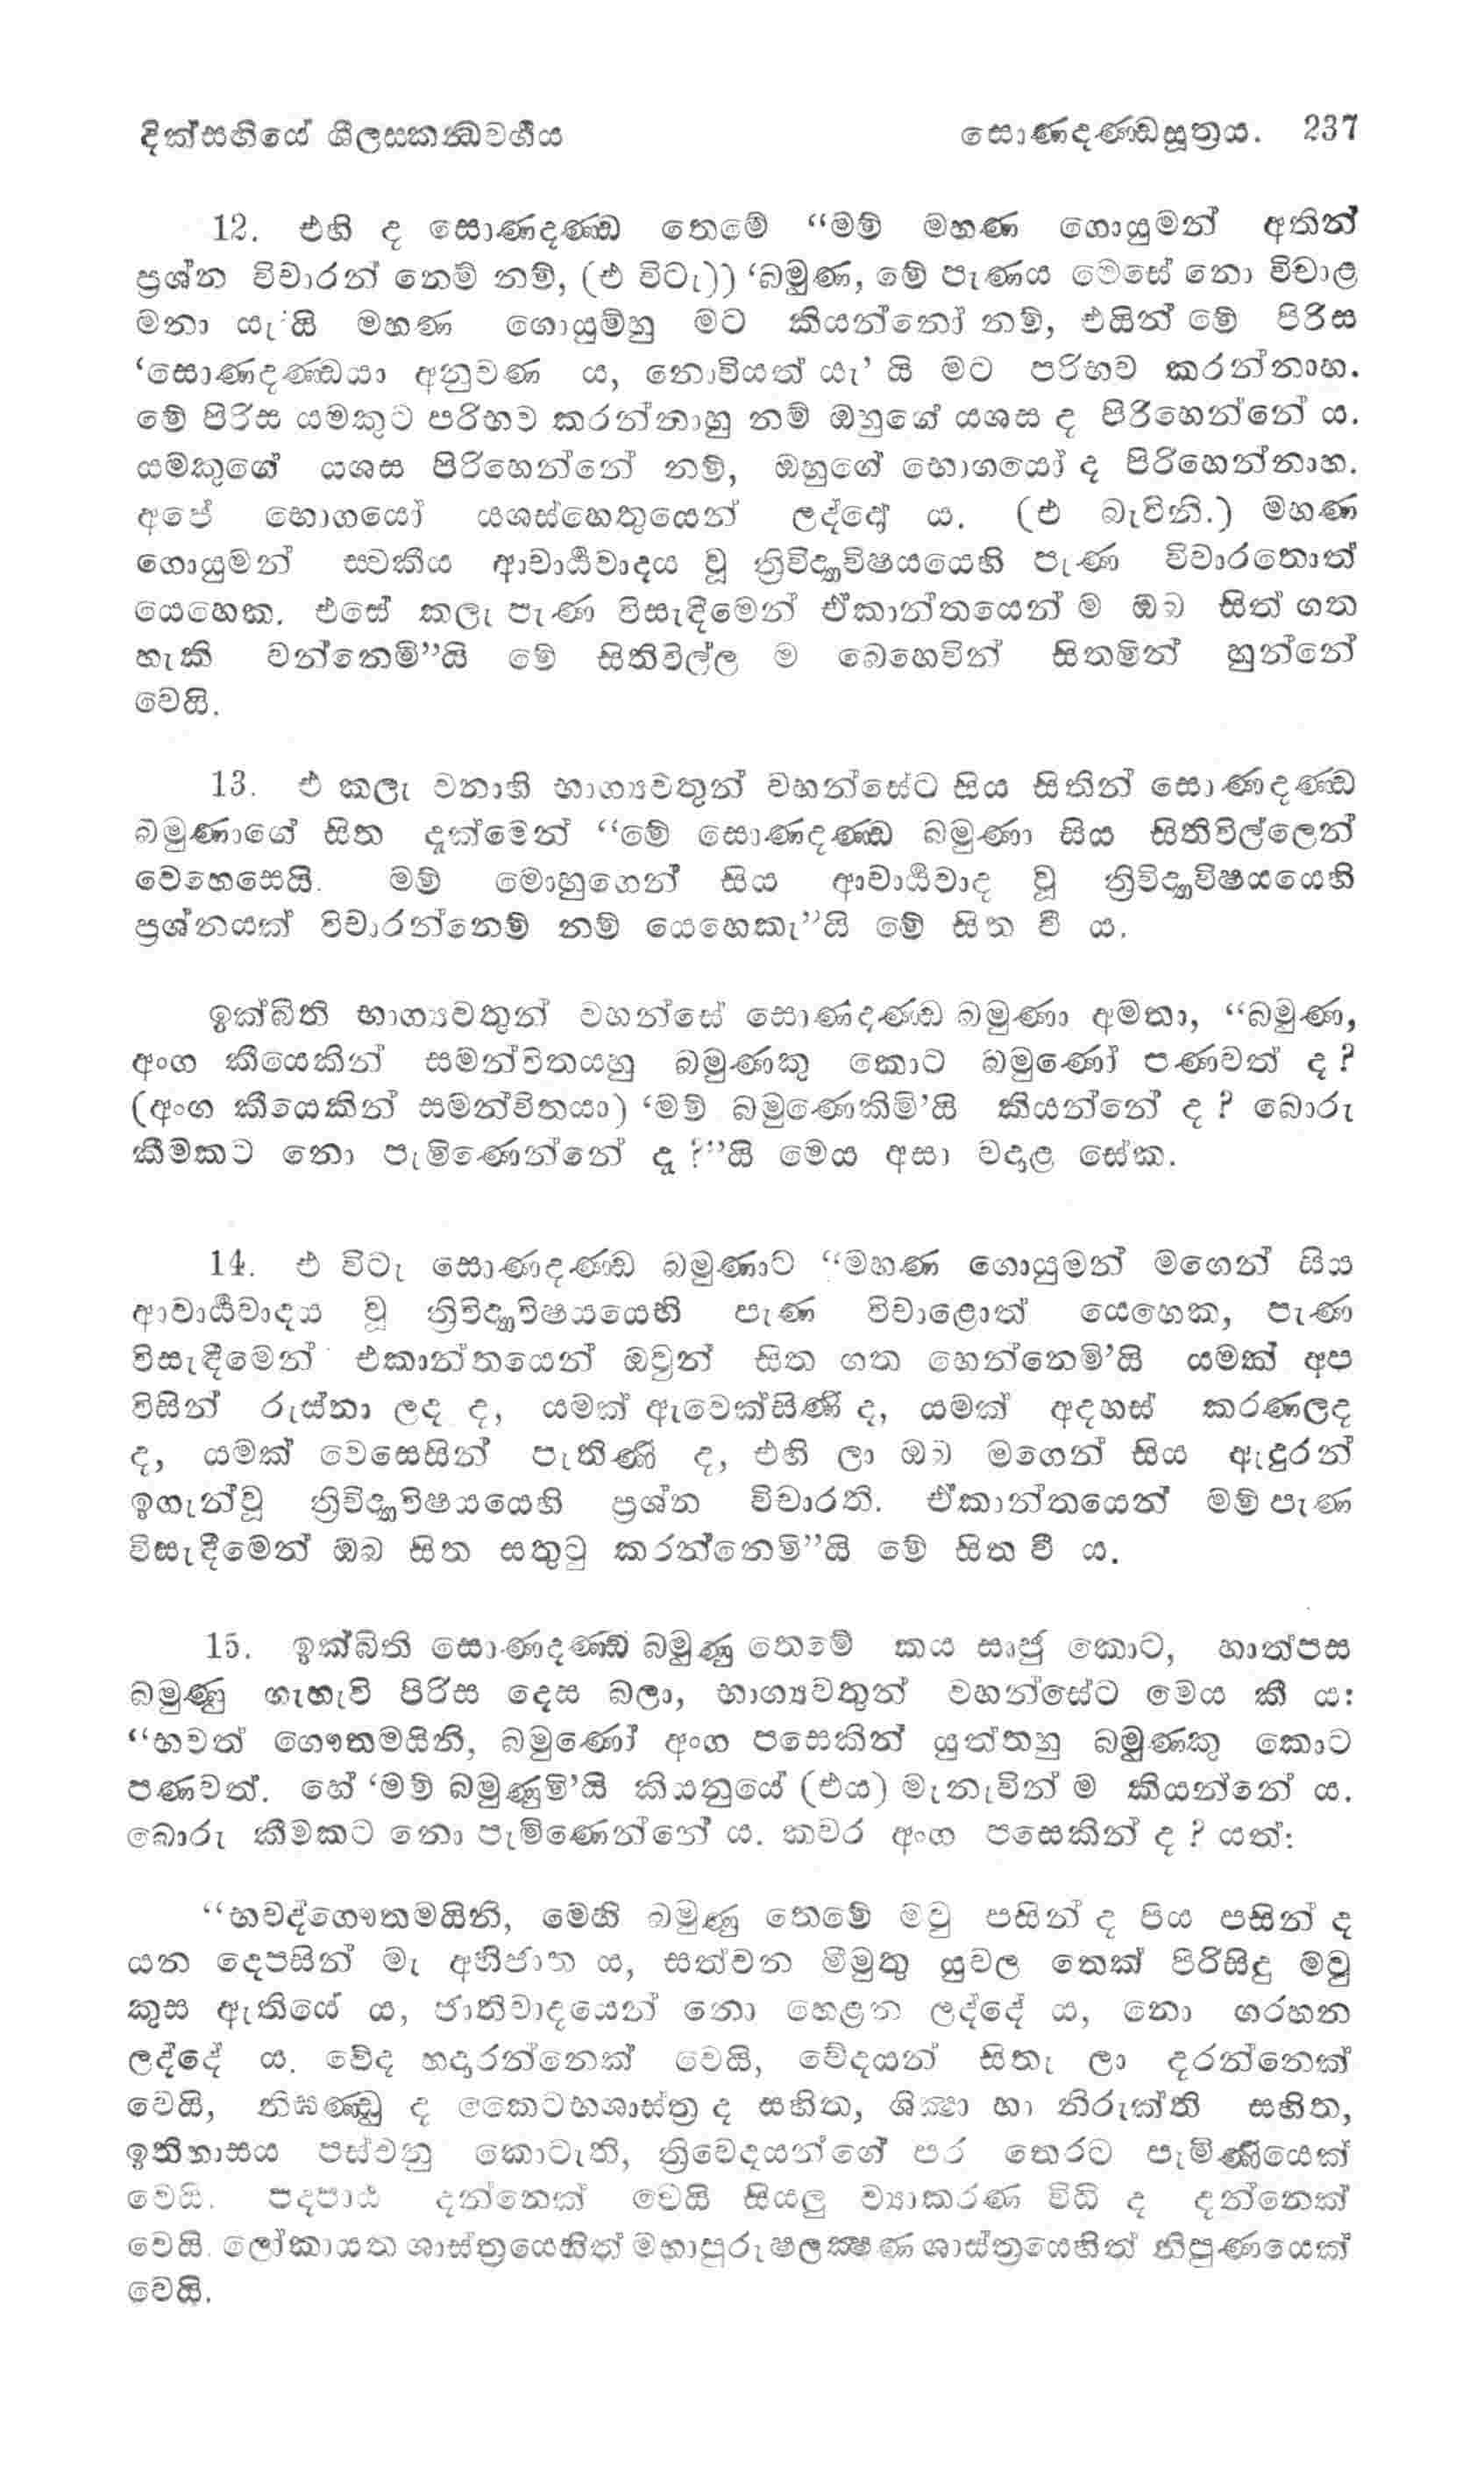 දික්සඟියේ ශීලසකන්‍ධවර්‍ගය සොණදණ්ඩසූත්‍රය. 237
12. එහි ද සොණදණ්ඩ තෙමේ “මම් මහණ ගොයුමන් අතින්
ප්‍රශ්න විචාරන් නෙම් නම්, (එ විටැ)) ‘බමුණ, මේ පැණය මෙසේ නො විචාළ
මනා යැ’යි මහණ ගොයුම්හු මට කියන්නෝ නම්, එයින් මේ පිරිස
‘සොණදණ්ඩයා අනුවණ ය, නොවියත් යැ’ යි මට පරිභව කරන්නාහ.
මේ පිරිස යමකුට පරිභව කරන්නාහු නම් ඔහුගේ යශස ද පිරිහෙන්නේ ය.
යමකුගේ යශස පිරිහෙන්නේ නම්, ඔහුගේ භොගයෝ ද පිරිහෙන්නාහ.
අපේ භොගයෝ යශස්හෙතුයෙන් ලද්දෝ ය. (එ බැවිනි.) මහණ
ගොයුමන් ස්වකීය ආචාර්‍ය්‍යවාදය වූ ත්‍රිවිද්‍යාවිෂයයෙහි පැණ විචාරතොත්
යෙහෙක. එසේ කලැ පැණ විසැඳීමෙන් ඒකාන්තයෙන් ම ඔබ සිත් ගත
හැකි වන්නෙමි”යි මේ සිතිවිල්ල ම බෙහෙවින් සිතමින් හුන්නේ
වෙයි.
13. එ කලැ වනාහි භාග්‍යවතුන් වහන්සේට සිය සිතින් සොණදණ්ඩ
බමුණාගේ සිත දැක්මෙන් “මේ සොණදණ්ඩ බමුණා සිය සිතිවිල්ලෙන්
වෙහෙසෙයි. මම් මොහුගෙන් සිය ආචාර්‍ය්‍යවාද වූ ත්‍රිවිද්‍යාවිෂයයෙහි
ප්‍රශ්නයක් විචාරන්නෙම් නම් යෙහෙකැ”යි මේ සිත වී ය.
ඉක්බිති භාග්‍යවතුන් වහන්සේ සොණදණ්ඩ බමුණා අමතා, “බමුණ,
අංග කීයෙකින් සමන්විතයහු බමුණකු කොට බමුණෝ පණවත් ද?
(අංග කීයෙකින් සමන්විතයා) ‘මම් බමුණෙකිමි’යි කියන්නේ ද? බොරු
කීමකට නො පැමිණෙන්නේ දැ?”යි මෙය අසා වදාළ සේක.
14. එ විටැ සොණදණ්ඩ බමුණාට “මහණ ගොයුමන් මගෙන් සිය
ආචාර්‍ය්‍යවාදය වූ ත්‍රිවිද්‍යාවිෂයයෙහි පැණ විචාළොත් යෙහෙක, පැණ
විසැඳීමෙන් එකාන්තයෙන් ඔවුන් සිත ගත හෙන්නෙමි’යි යමක් අප
විසින් රුස්නා ලද ද, යමක් ඇවෙක්සිණි ද, යමක් අදහස් කරණලද
ද, යමක් වෙසෙසින් පැතිණි ද, එහි ලා ඔබ මගෙන් සිය ඇදුරන්
ඉගැන්වූ ත්‍රිවිද්‍යාවිෂයයෙහි ප්‍රශ්න විචාරති. ඒකාන්තයෙන් මම් පැණ
විසැඳීමෙන් ඔබ සිත සතුටු කරන්නෙමි”යි මේ සිත වී ය.
15. ඉක්බිති සොණදණ්ඩ බමුණු තෙමේ කය සෘජු කොට, හාත්පස
බමුණු ගැහැවි පිරිස දෙස බලා, භාග්‍යවතුන් වහන්සේට මෙය කී ය:
“භවත් ගෞතමයිනි, බමුණෝ අංග පසෙකින් යුත්තහු බමුණකු කොට
පණවත්. හේ ‘මම් බමුණුමි’යි කියනුයේ (එය) මැනැවින් ම කියන්නේ ය.
බොරු කීමකට නො පැමිණෙන්නේ ය. කවර අංග පසෙකින් ද? යත්:
“භවද්ගෞතමයිනි, මෙහි බමුණු තෙමේ මවු පසින් ද පිය පසින් ද
යන දෙපසින් මැ අභිජාත ය, සත්වන මීමුතු යුවල තෙක් පිරිසිදු මවු
කුස ඇතියේ ය, ජාතිවාදයෙන් නො හෙළන ලද්දේ ය, නො ගරහන
ලද්දේ ය. වේද හදාරන්නෙක් වෙයි, වේදයන් සිතැ ලා දරන්නෙක්
වෙයි, නිඝණ්ඩු ද කෛටභශාස්ත්‍ර ද සහිත, ශික්‍ෂා හා නිරුක්ති සහිත,
ඉතිහාසය පස්වනු කොටැති, ත්‍රිවෙදයන්ගේ පර තෙරට පැමිණියෙක්
වෙයි. පදපාඨ දන්නෙක් වෙයි සියලු ව්‍යාකරණ විධි ද දන්නෙක්
වෙයි. ලෝකායත ශාස්ත්‍රයෙහිත් මහාපුරුෂලක්‍ෂණ ශාස්ත්‍රයෙහිත් නිපුණයෙක්
වෙයි.